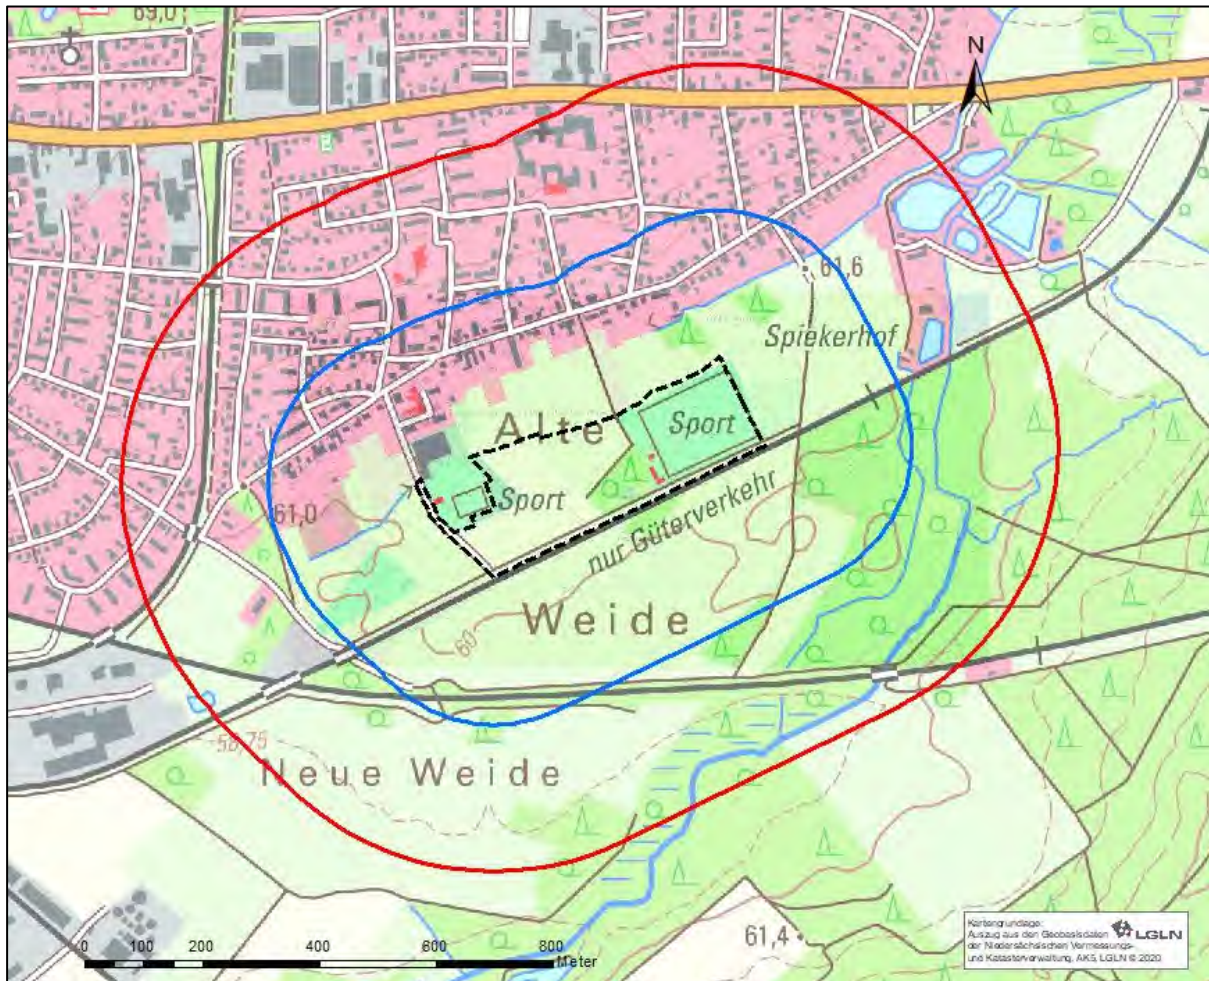 69,0
N
61,6
Spiekerhof
Alte
Sport
Sport
61,0
nur Güterverkehr
Weide
60
58,75
Neue Weide
61,4
0 100 200 400 600 800
Meter
Kartengrundlage:
Auszug aus den Geobasisdaten
der Niedersächsischen Vermessungs-
und Katasterverwaltung, AK5, LGLN © 2020
LGLN